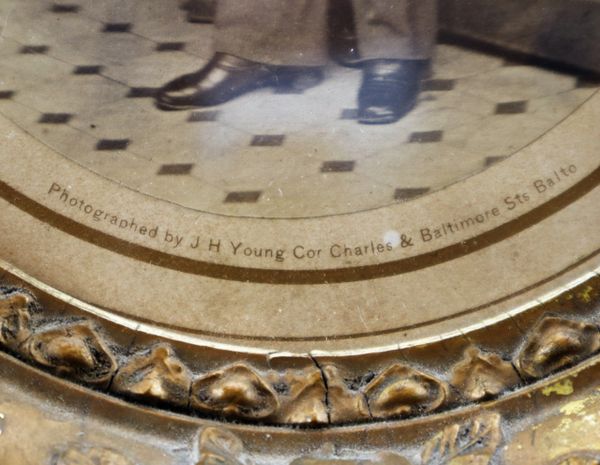 Photographed by J H Young Cor Charles & Baltimore Sts Balto